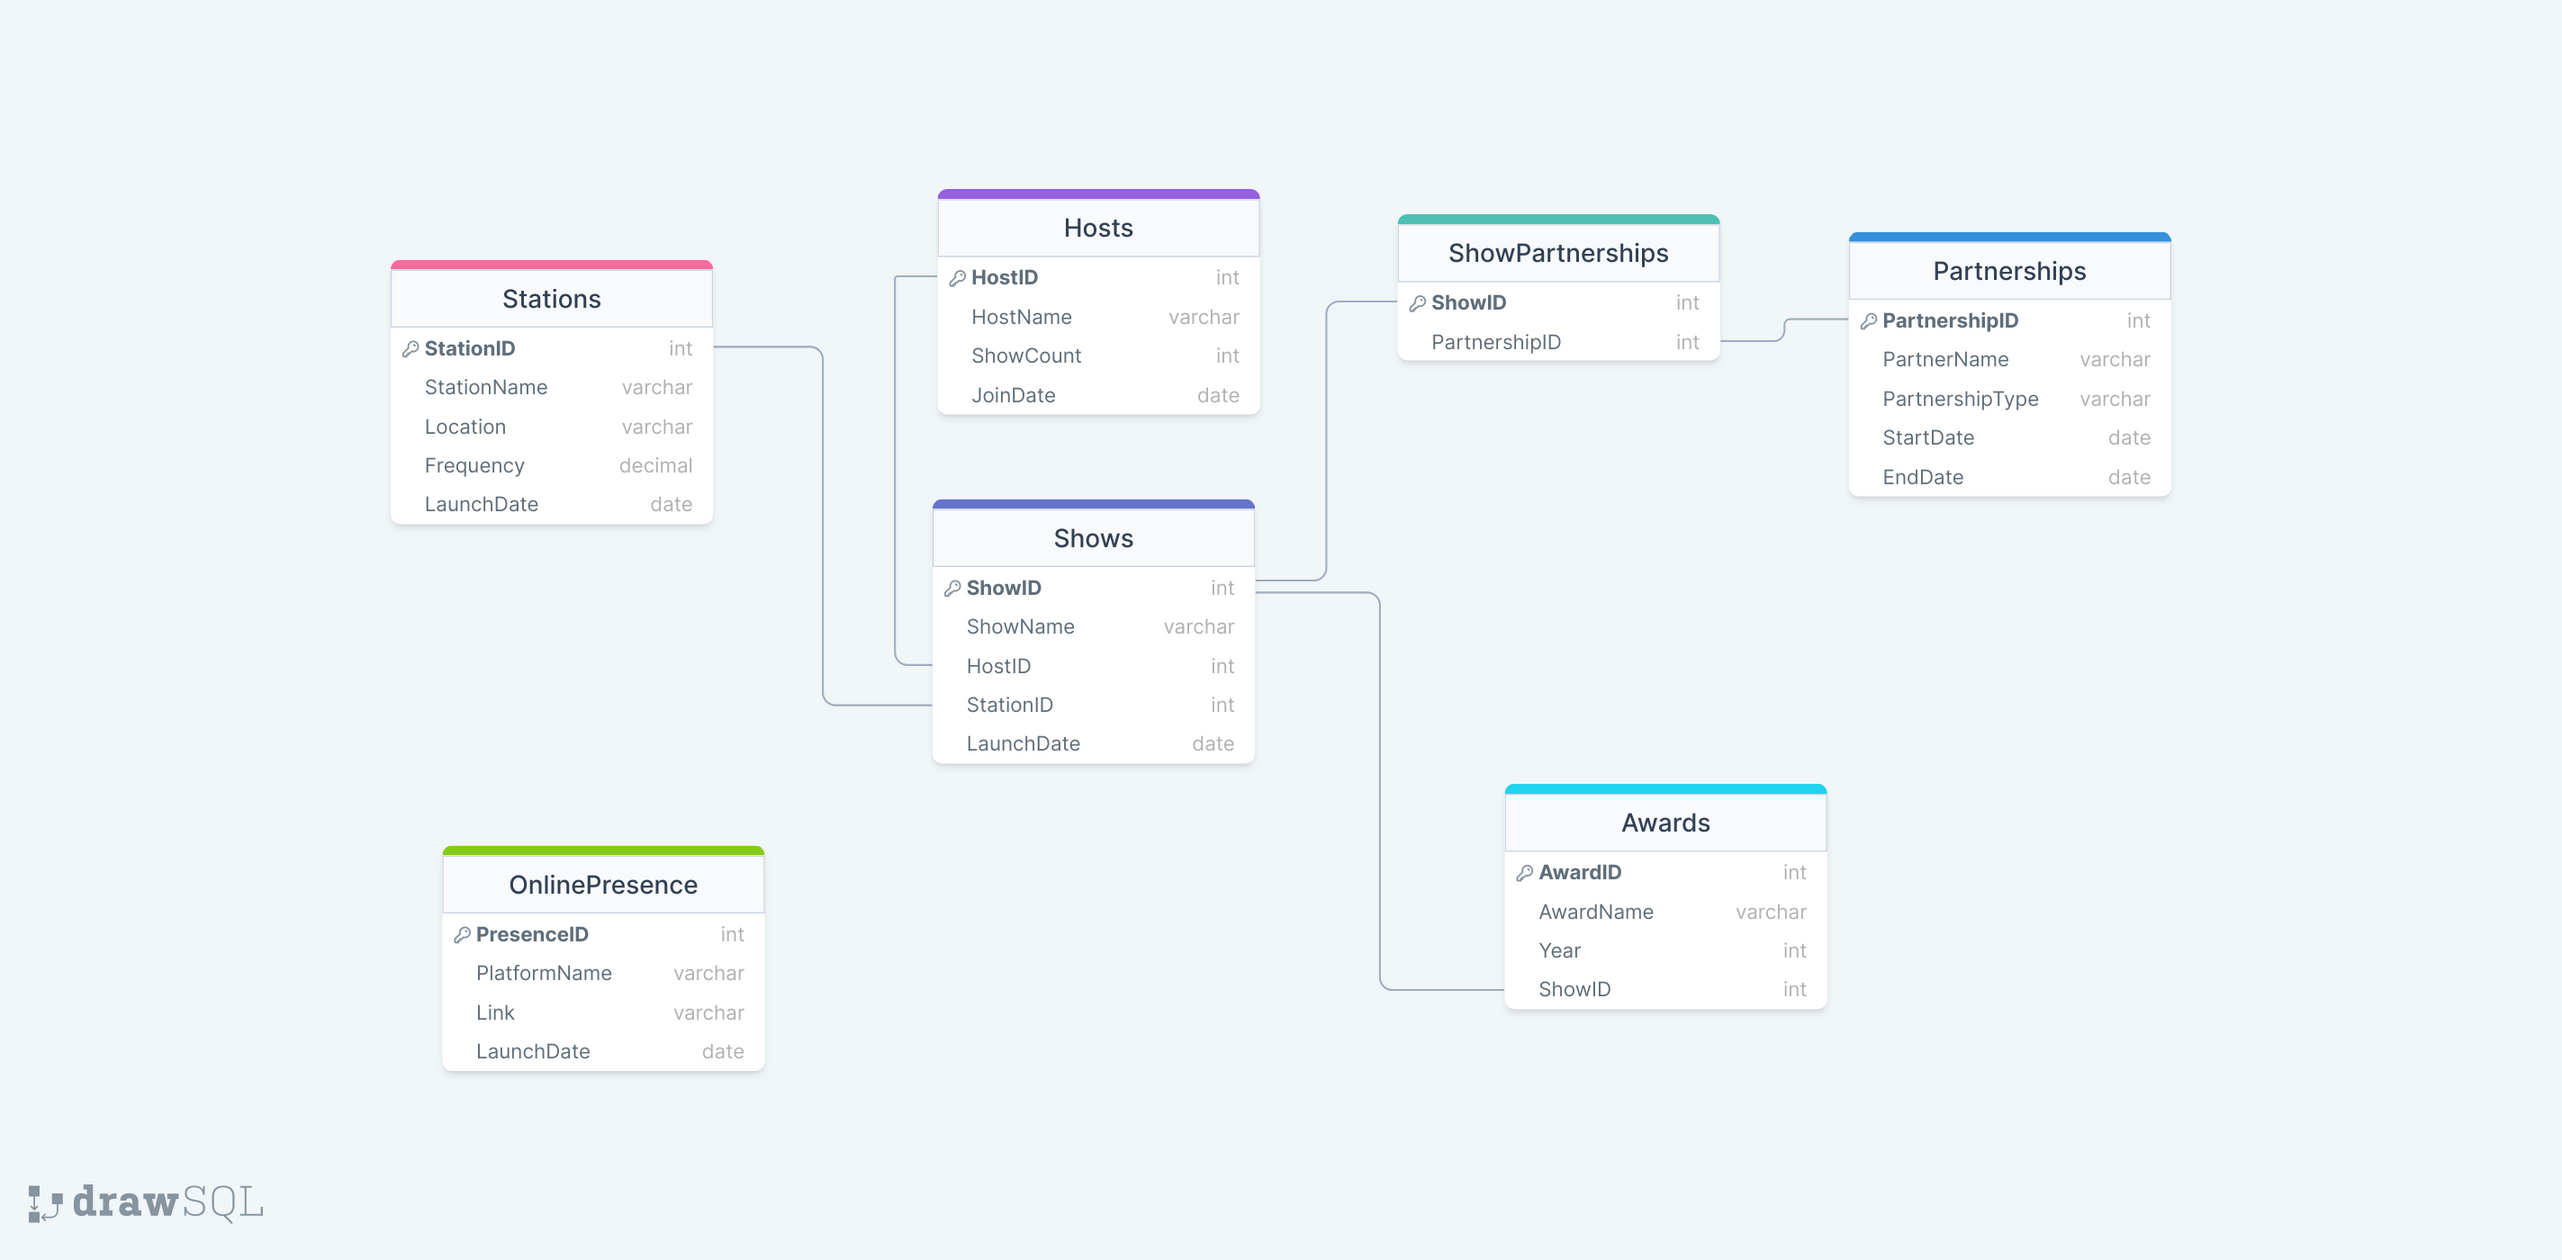 Stations
StationID int
StationName varchar
Location varchar
Frequency decimal
LaunchDate date
Hosts
HostID int
HostName varchar
ShowCount int
JoinDate date
ShowPartnerships
ShowID int
PartnershipID int
Partnerships
PartnershipID int
PartnerName varchar
PartnershipType varchar
StartDate date
EndDate date
Shows
ShowID int
ShowName varchar
HostID int
StationID int
LaunchDate date
OnlinePresence
PresenceID int
PlatformName varchar
Link varchar
LaunchDate date
Awards
AwardID int
AwardName varchar
Year int
ShowID int
drawSQL